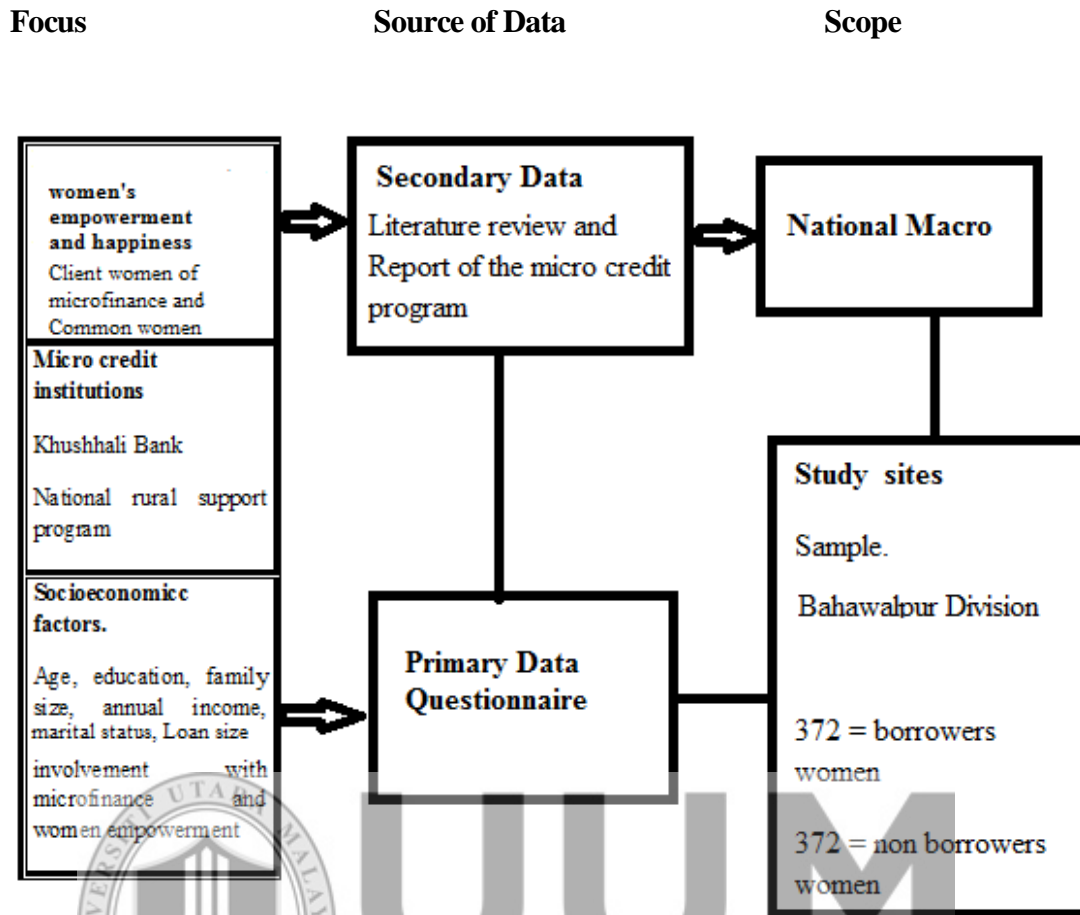 Focus Source of Data Scope
women's
empowerment
and happiness
Client women of
microfinance and
Common women
Micro credit
institutions
Khushhali Bank
National rural support
program
Socioeconomicc
factors.
Age, education, family
size, annual income,
marital status, Loan size
involvement with
microfinance and
women empowerment
Secondary Data
Literature review and
Report of the micro credit
program
Primary Data
Questionnaire
National Macro
Study sites
Sample.
Bahawalpur Division
372 = borrowers
women
372 = non borrowers
women
UUM